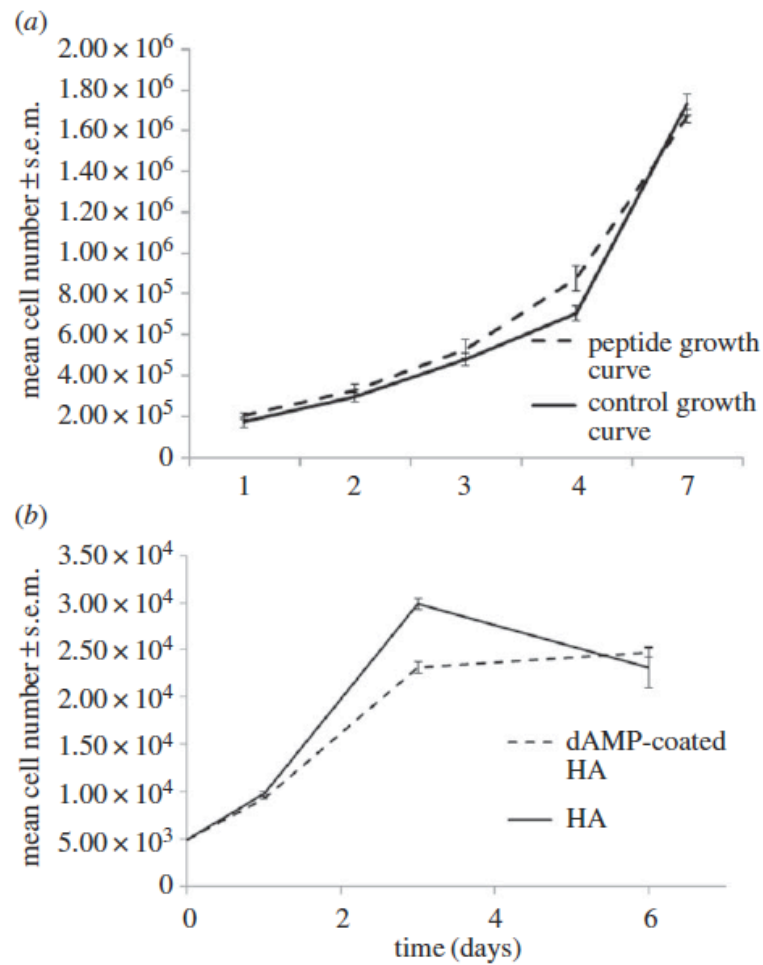 (a)
mean cell number ± s.e.m.
2.00 × 10⁶
1.80 × 10⁶
1.60 × 10⁶
1.40 × 10⁶
1.20 × 10⁶
1.00 × 10⁶
8.00 × 10⁵
6.00 × 10⁵
4.00 × 10⁵
2.00 × 10⁵
0
peptide growth
curve
control growth
curve
1 2 3 4 7
(b)
mean cell number ± s.e.m.
3.50 × 10⁴
3.00 × 10⁴
2.50 × 10⁴
2.00 × 10⁴
1.50 × 10⁴
1.00 × 10⁴
5.00 × 10³
0
dAMP-coated
HA
HA
0 2 4 6
time (days)